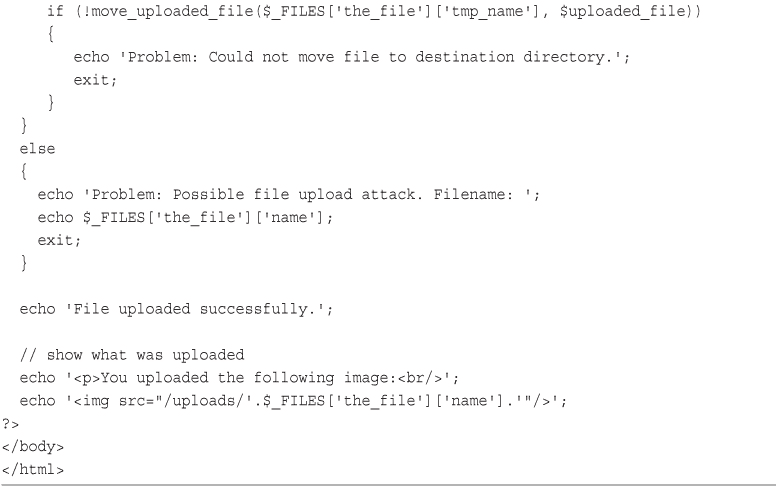 if (!move_uploaded_file($_FILES['the_file']['tmp_name'], $uploaded_file))
{
echo 'Problem: Could not move file to destination directory.';
exit;
}
}
else
{
echo 'Problem: Possible file upload attack. Filename: ';
echo $_FILES['the_file']['name'];
exit;
}
echo 'File uploaded successfully.';
// show what was uploaded
echo '<p>You uploaded the following image:<br/>';
echo '<img src="/uploads/'.$_FILES['the_file']['name'].'"/>';
?>
</body>
</html>